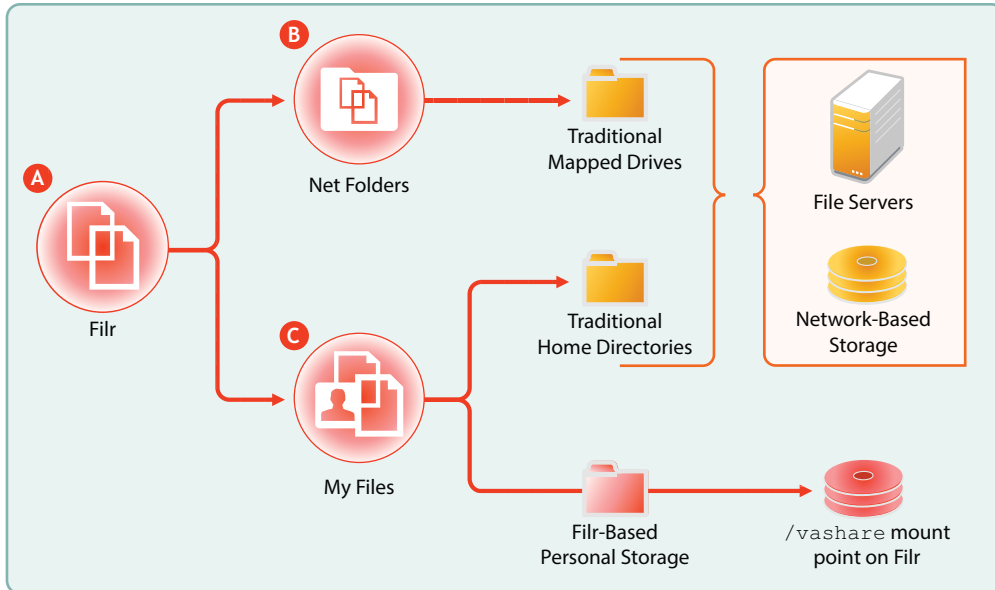 B
Net Folders
Traditional
Mapped Drives
File Servers
A
Filr
Traditional
Home Directories
Network-Based
Storage
C
My Files
Filr-Based
Personal Storage
/vashare mount
point on Filr